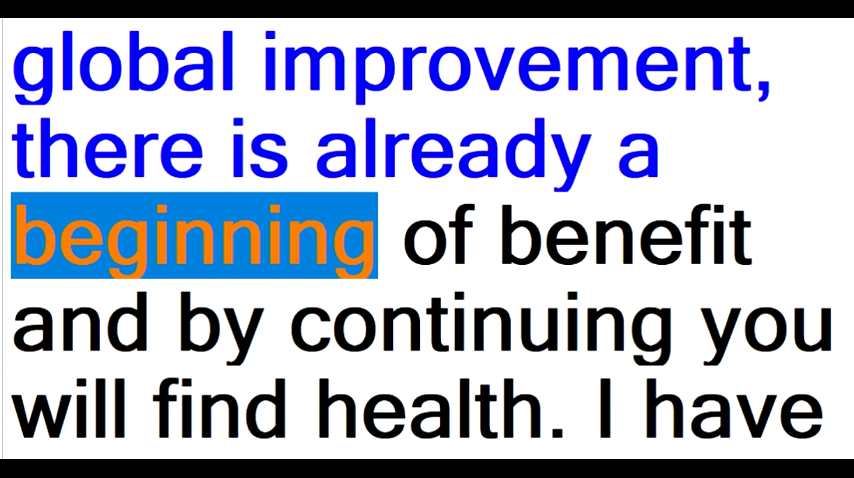 global improvement,
there is already a
beginning of benefit
and by continuing you
will find health. I have